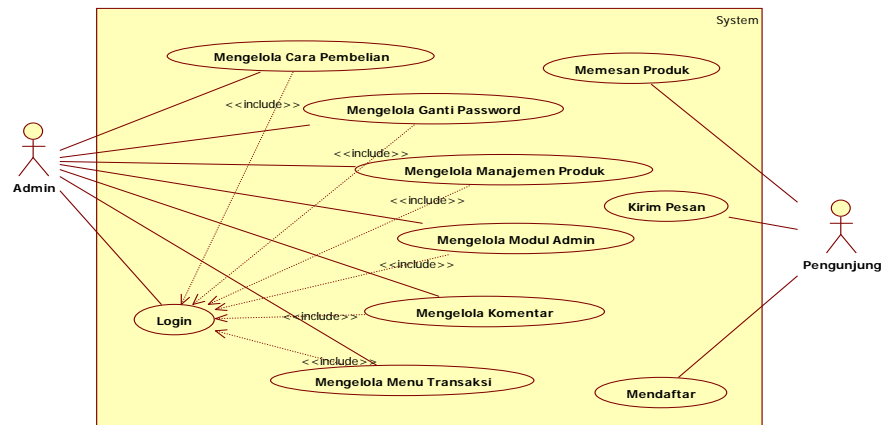 System
Mengelola Cara Pembelian
Memesan Produk
<<include>>
Mengelola Ganti Password
<<include>>
Mengelola Manajemen Produk
Admin
<<include>>
Kirim Pesan
Mengelola Modul Admin
<<include>>
Pengunjung
Mengelola Komentar
<<include>>
Login
<<include>>
Mengelola Menu Transaksi
Mendaftar